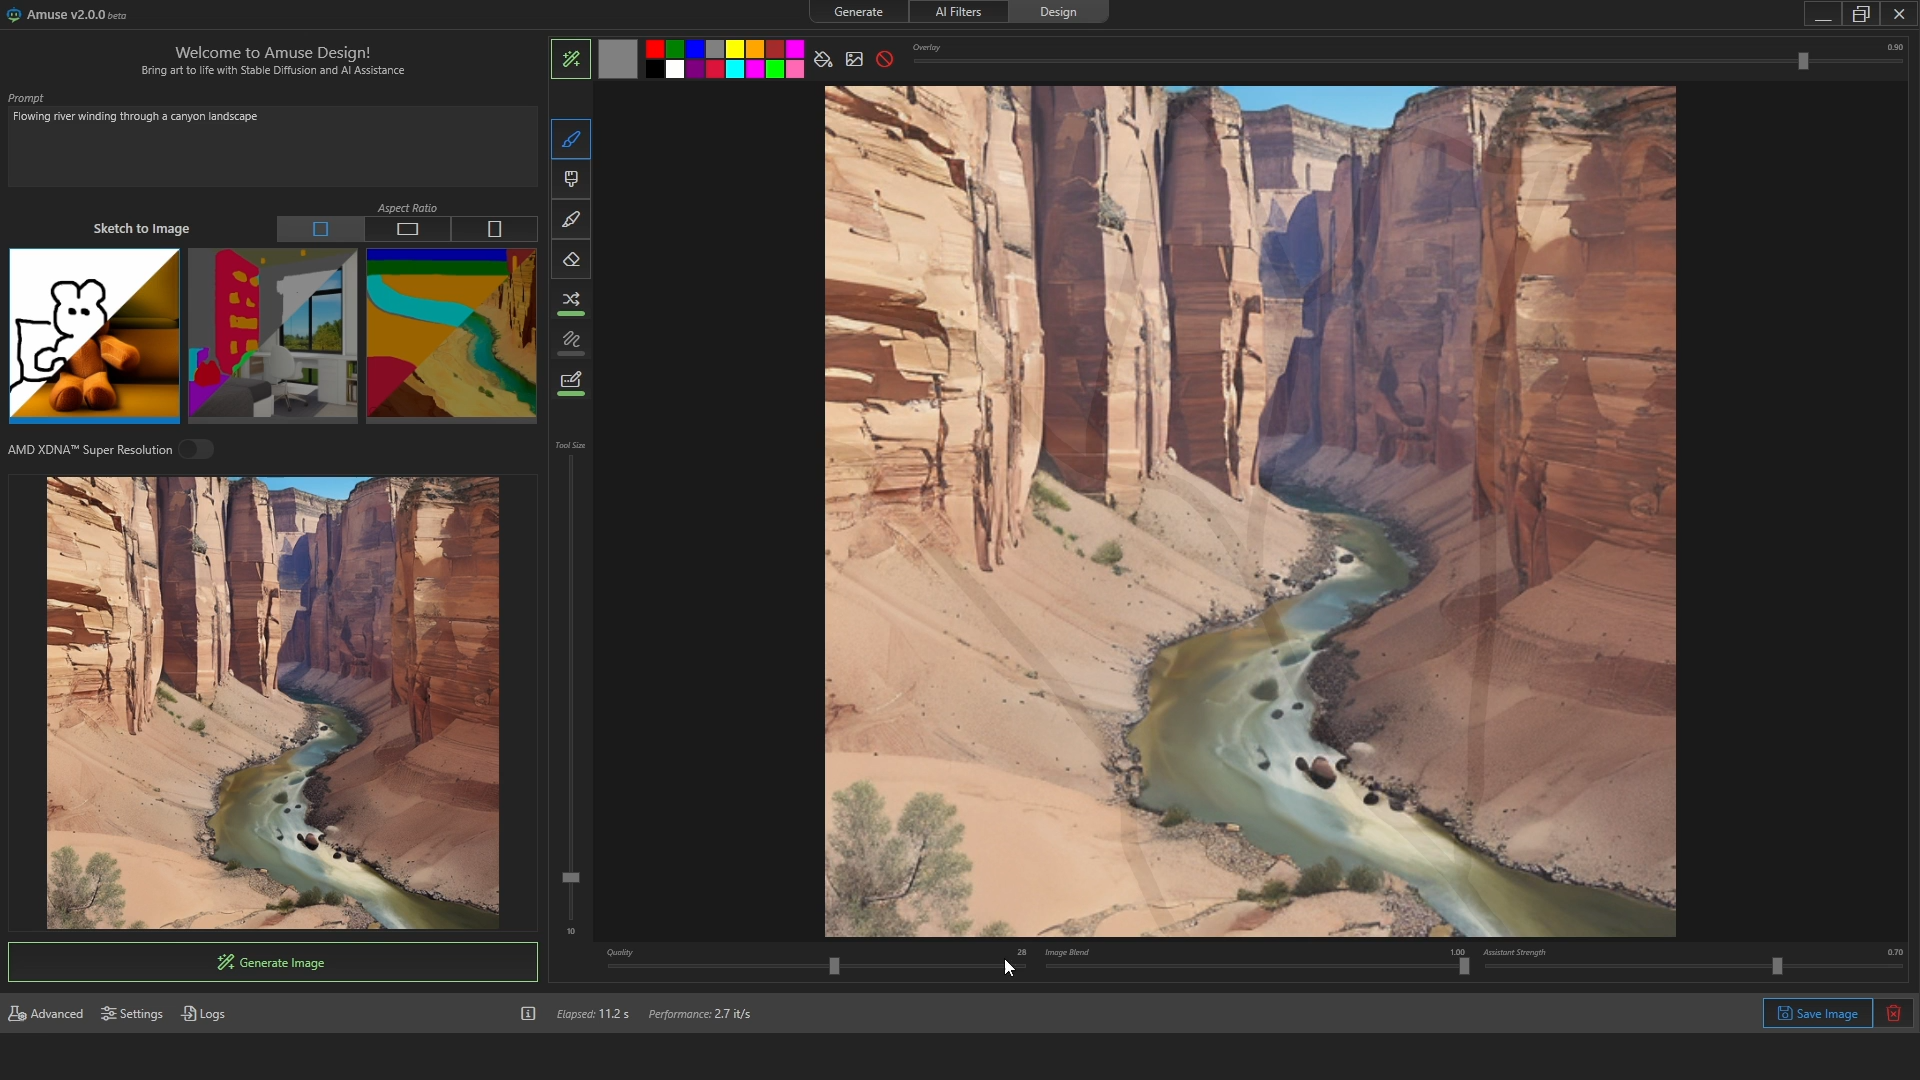 Amuse v2.0.0 beta
Generate
AI Filters
Design
Welcome to Amuse Design!
Bring art to life with Stable Diffusion and AI Assistance
Prompt
Flowing river winding through a canyon landscape
Sketch to Image
Aspect Ratio
AMD XDNA™ Super Resolution
Generate Image
Overlay
0.90
Tool Size
10
Quality
28
Image Blend
1.00
Assistant Strength
0.70
Advanced
Settings
Logs
Elapsed: 11.2 s
Performance: 2.7 it/s
Save Image